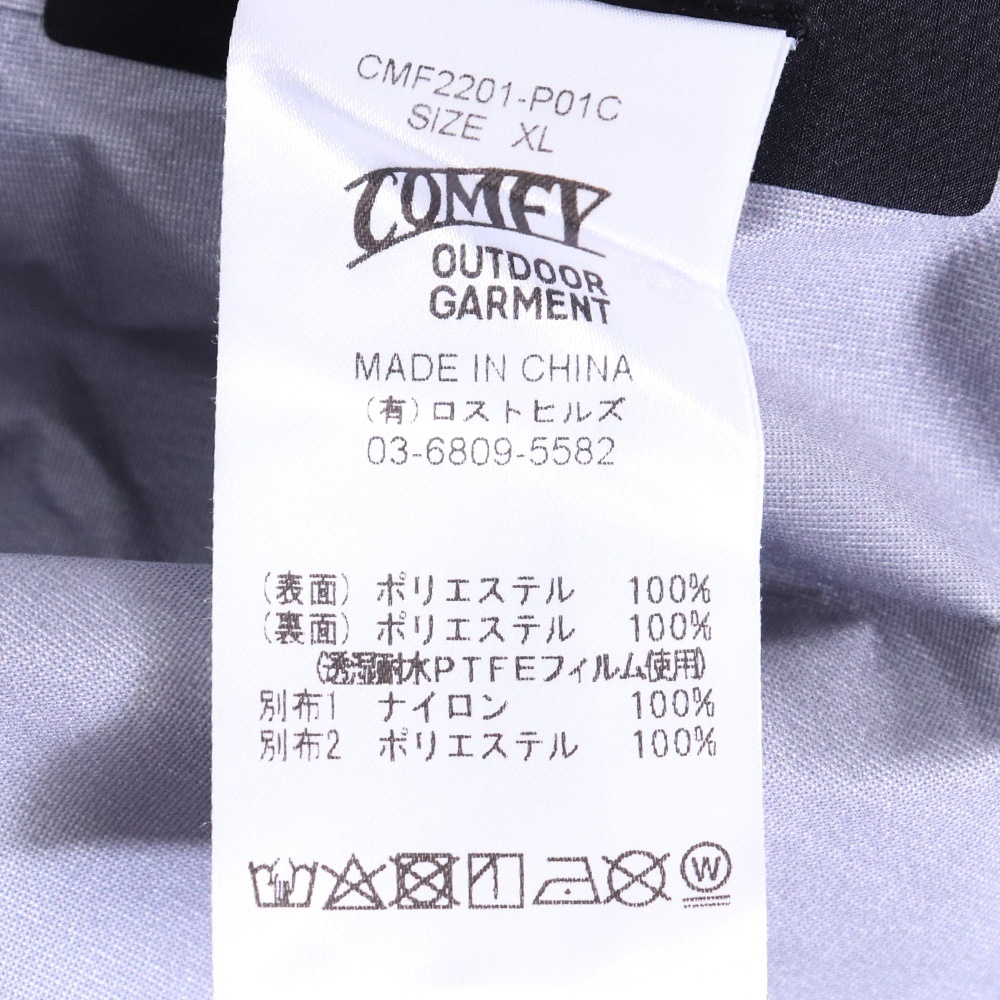 CMF2201-P01C
SIZE XL
COMFY
OUTDOOR
GARMENT
MADE IN CHINA
(有)ロストヒルズ
03-6809-5582
(表面) ポリエステル 100%
(裏面) ポリエステル 100%
(透湿耐水PTFEフィルム使用)
別布1 ナイロン 100%
別布2 ポリエステル 100%
W